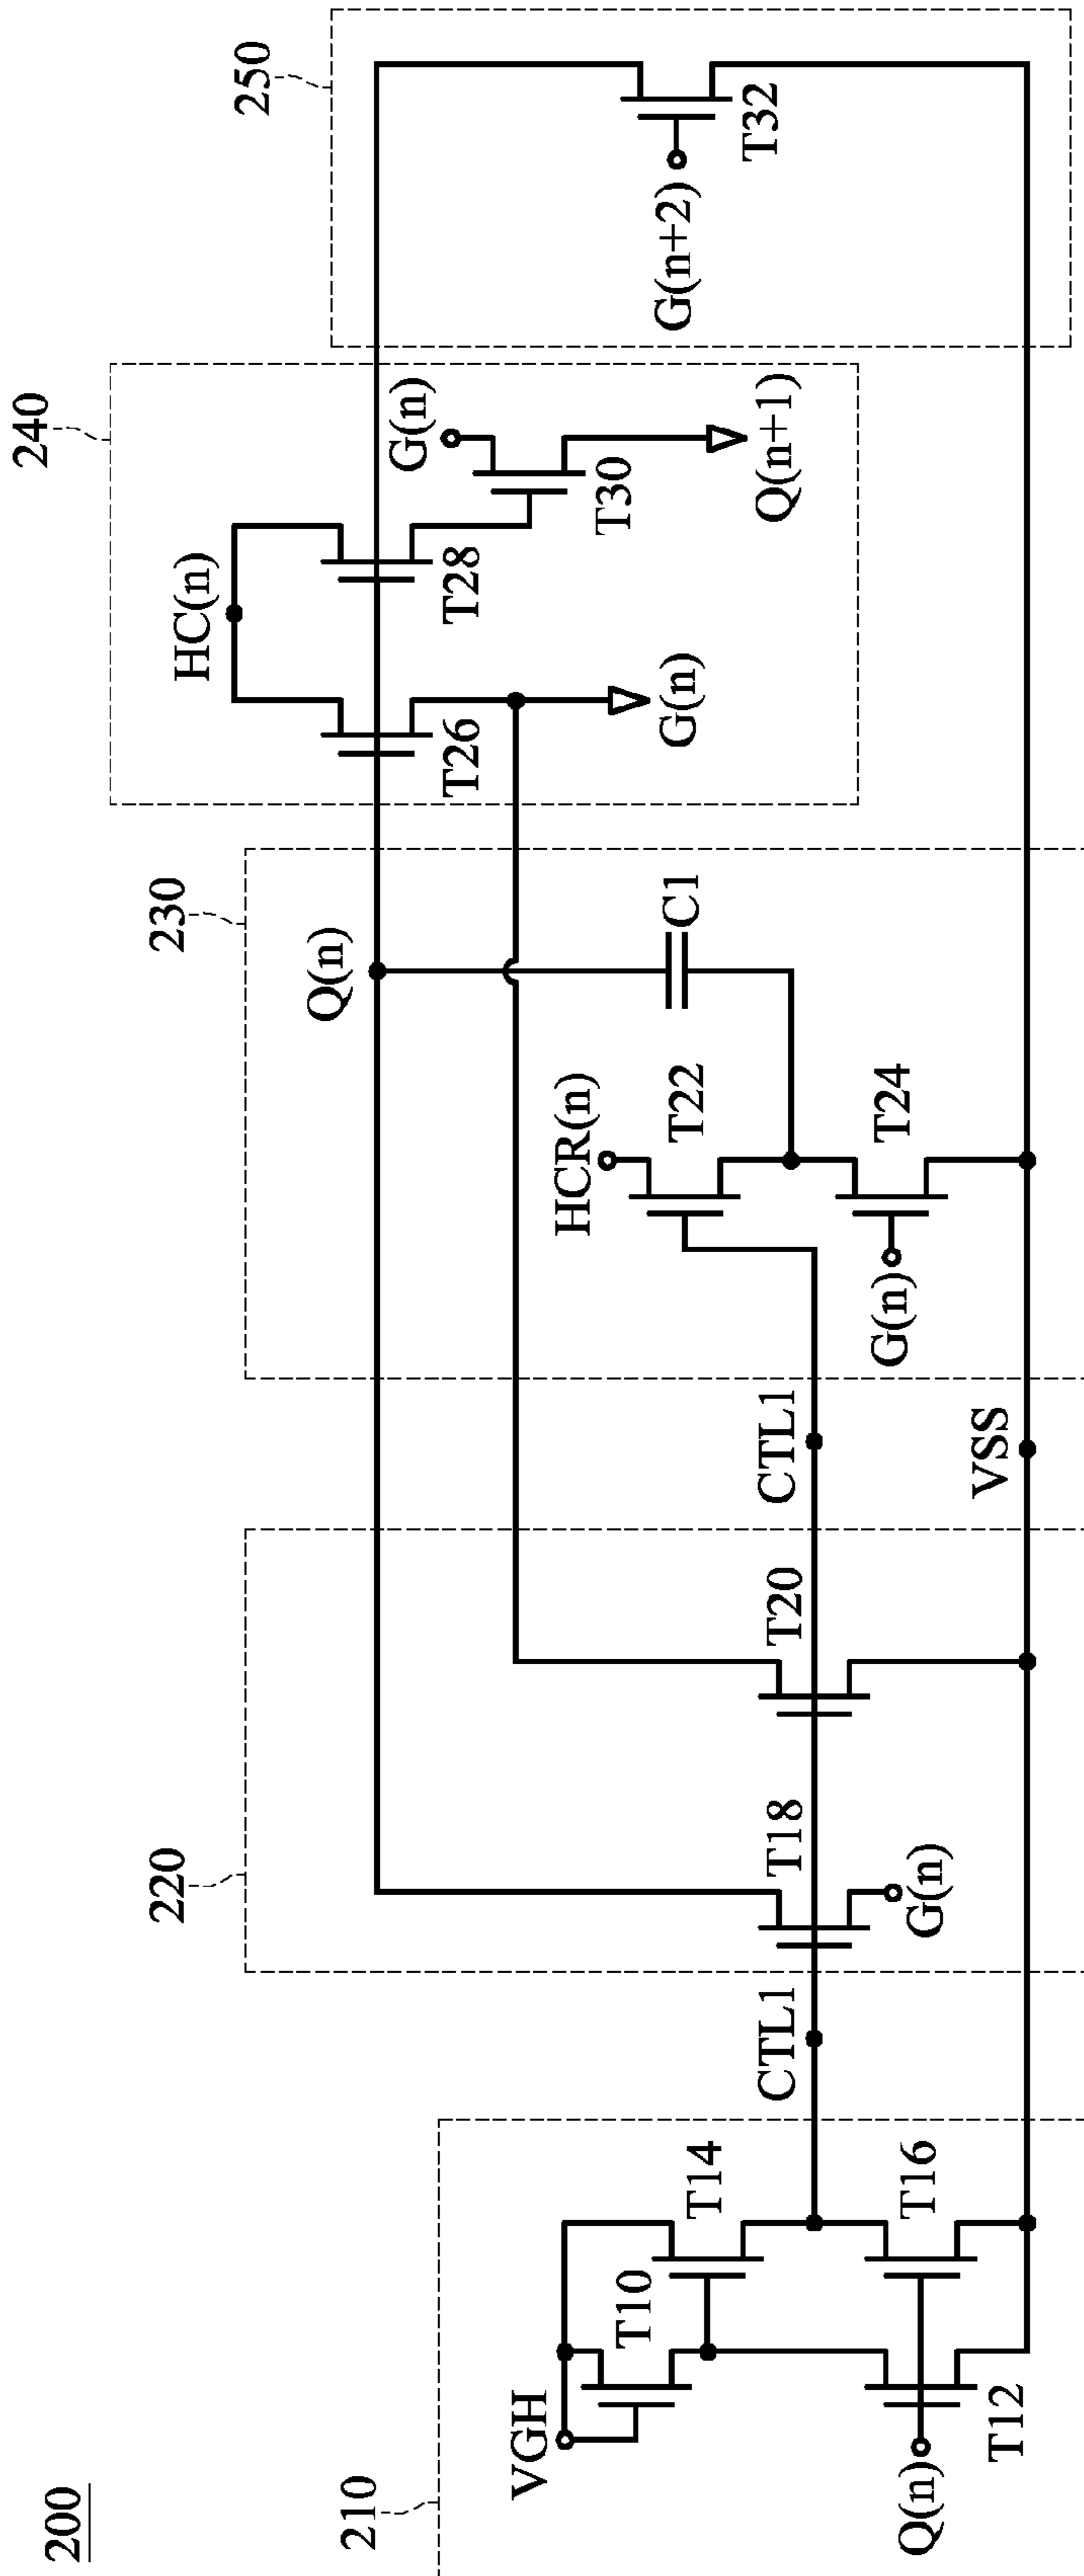 200
210
220
230
240
250
VGH
T10
T14
Q(n)
T12
T16
CTL1
T18
G(n)
T20
CTL1
VSS
Q(n)
HCR(n)
T22
C1
G(n)
T24
HC(n)
T26
T28
G(n)
G(n)
T30
Q(n+1)
G(n+2)
T32